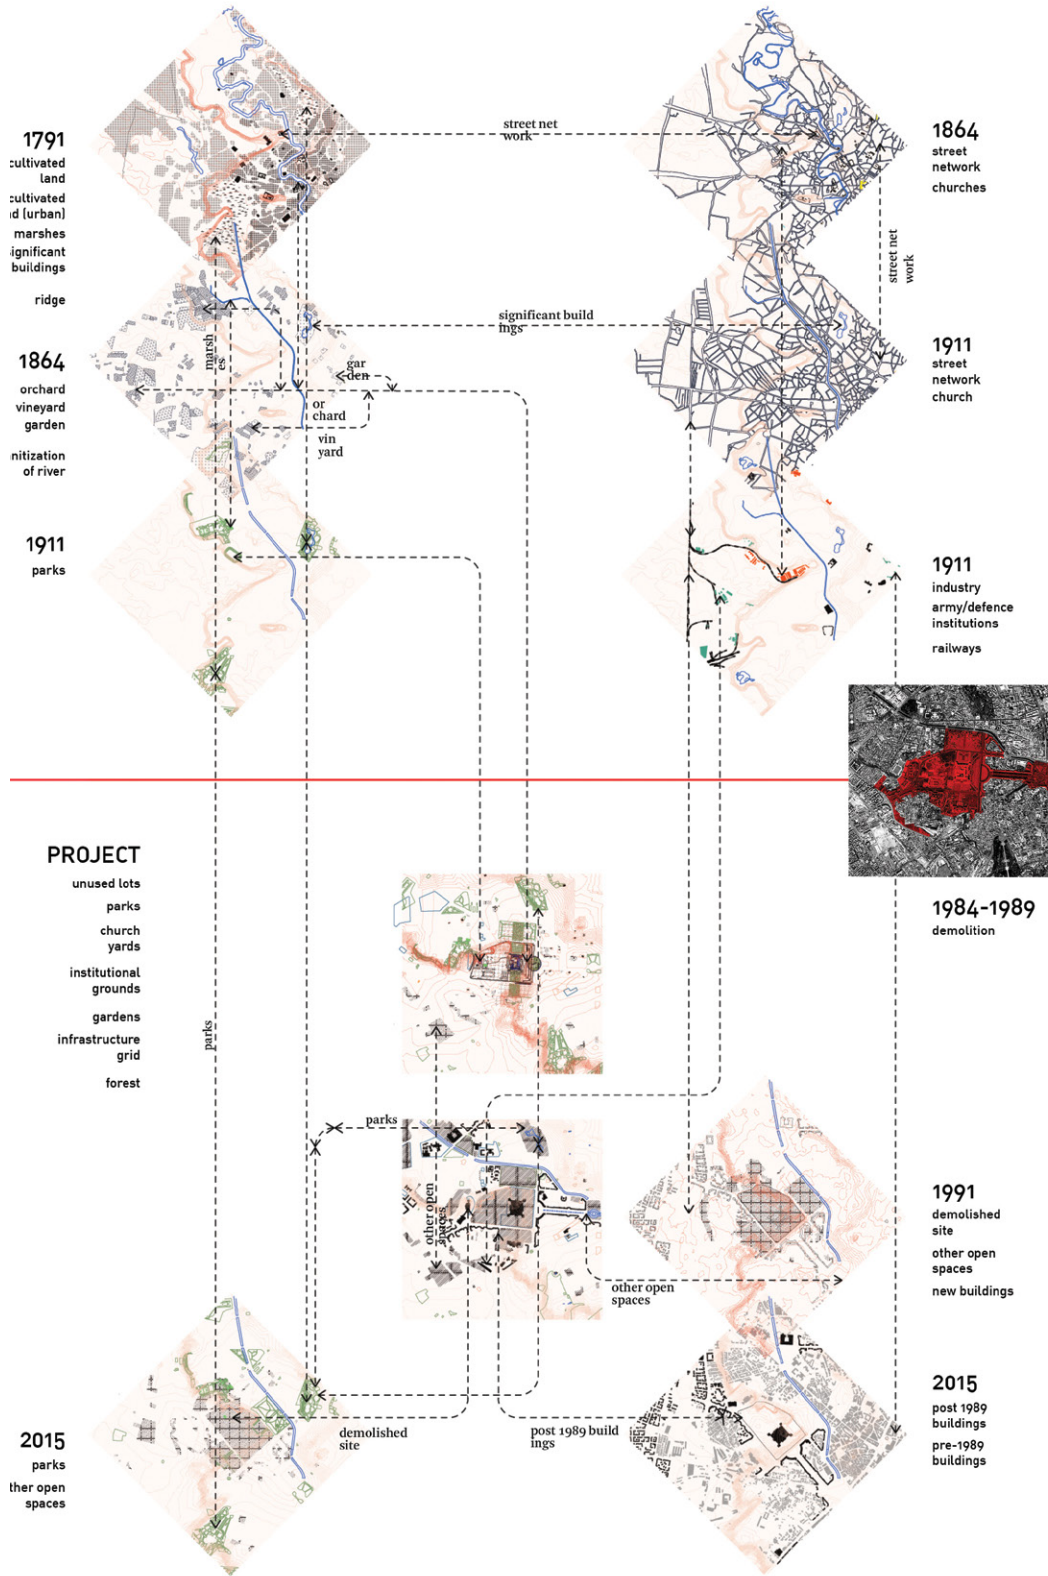 1791
cultivated
land
cultivated
(urban)
marshes
significant
buildings
ridge
1864
orchard
vineyard
garden
of river
1911
parks
street net
work
significant build
ings
marsh
es
gar
den
or
chard
vin
yard
street net
work
1864
street
network
churches
1911
street
network
church
1911
industry
army/defence
institutions
railways
1984-1989
demolition
PROJECT
unused lots
parks
church
yards
institutional
grounds
gardens
infrastructure
grid
forest
parks
parks
other open
spaces
other open
spaces
1991
demolished
site
other open
spaces
new buildings
2015
parks
ther open
spaces
demolished
site
post 1989 build
ings
2015
post 1989
buildings
pre-1989
buildings